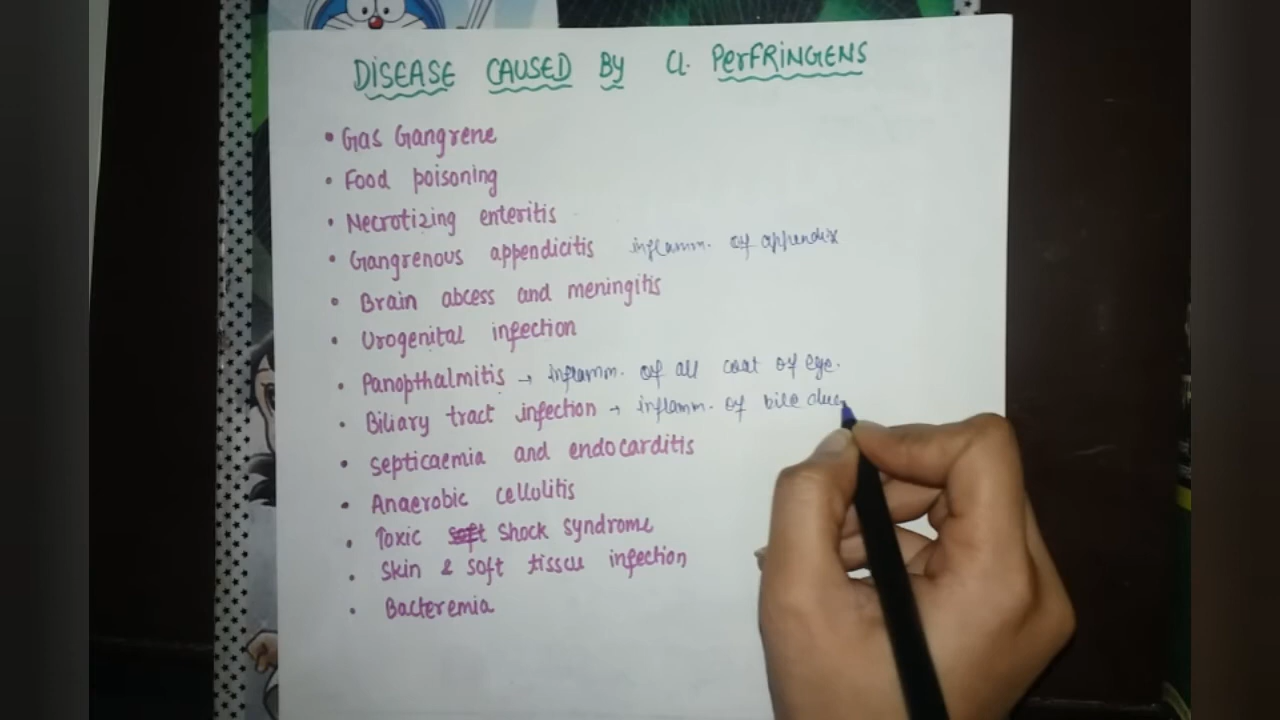 DISEASE CAUSED BY Cl. PerFRINGENS
• Gas Gangrene
• Food poisoning
• Necrotizing enteritis
• Gangrenous appendicitis inflamm. of appendix
• Brain abcess and meningitis
• Urogenital infection
• Panopthalmitis → inflamm. of all coat of eye.
• Biliary tract infection → inflamm. of bile duc
• Septicaemia and endocarditis
• Anaerobic cellulitis
• Toxic soft Shock syndrome
• Skin & soft tissue infection
• Bacteremia